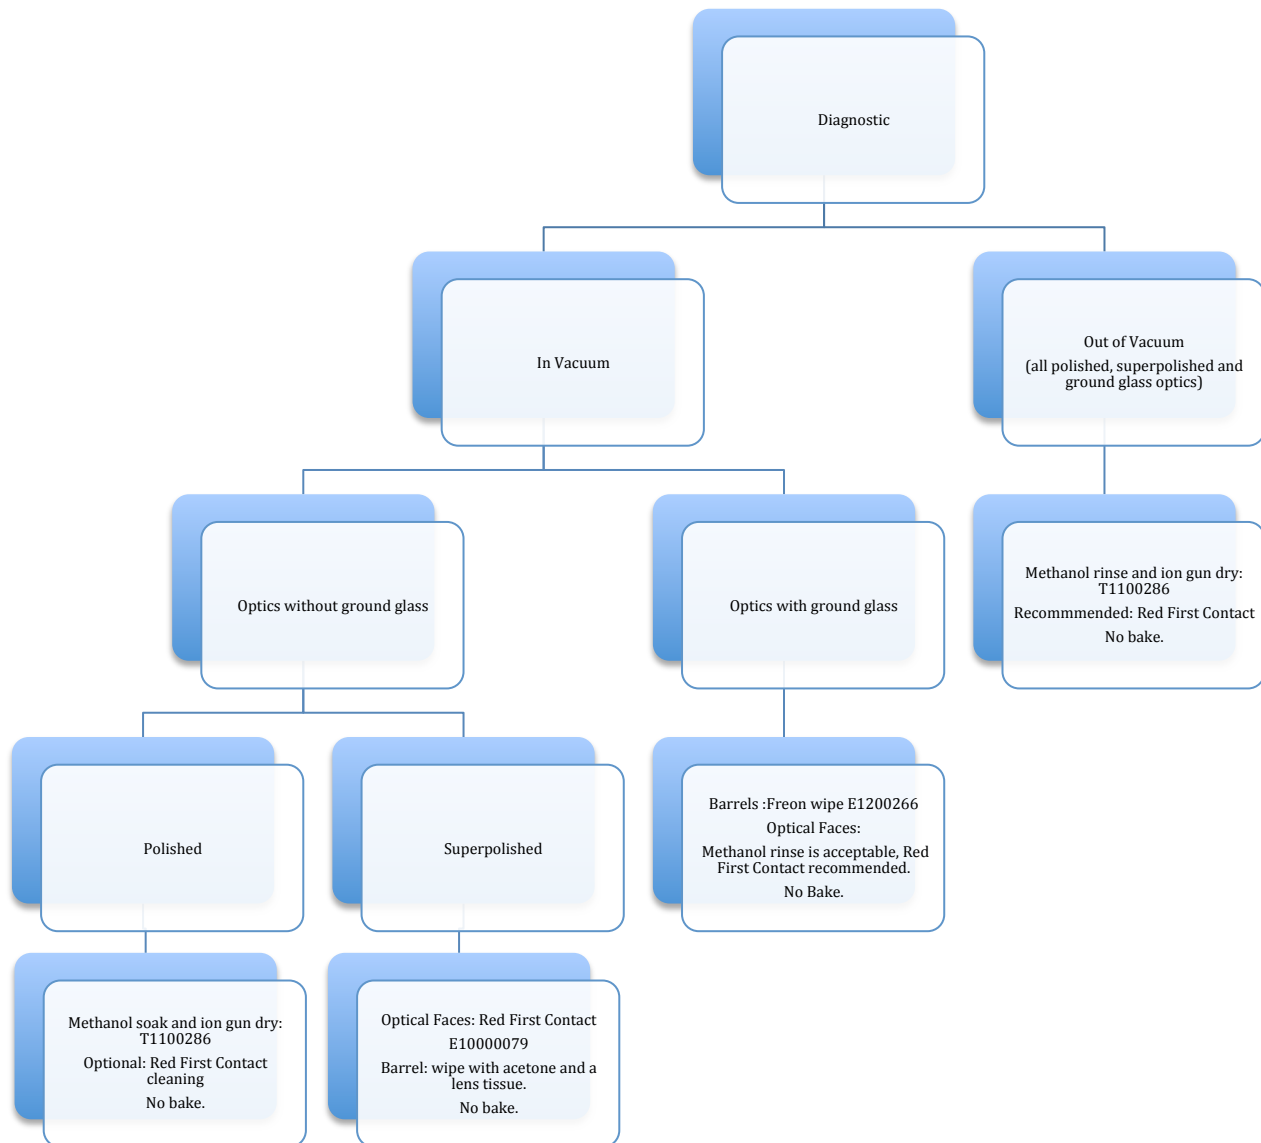 Diagnostic
In Vacuum
Out of Vacuum
(all polished, superpolished and
ground glass optics)
Optics without ground glass
Optics with ground glass
Methanol rinse and ion gun dry:
T1100286
Recommmended: Red First Contact
No bake.
Polished
Superpolished
Barrels :Freon wipe E1200266
Optical Faces:
Methanol rinse is acceptable, Red
First Contact recommended.
No Bake.
Methanol soak and ion gun dry:
T1100286
Optional: Red First Contact
cleaning
No bake.
Optical Faces: Red First Contact
E10000079
Barrel: wipe with acetone and a
lens tissue.
No bake.